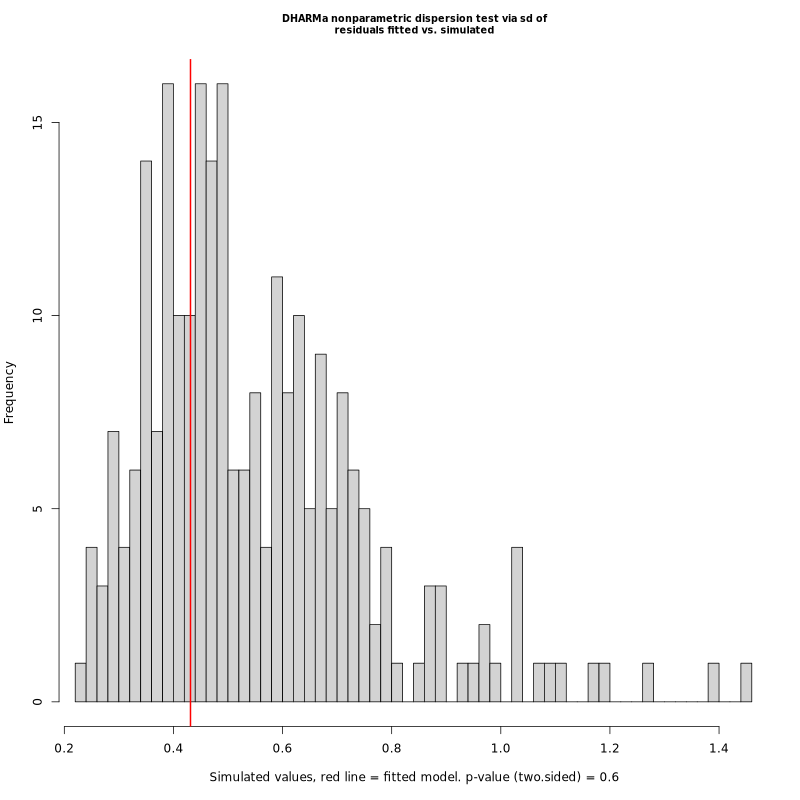 DHARMa nonparametric dispersion test via sd of
residuals fitted vs. simulated
Frequency
15
10
5
0
0.2 0.4 0.6 0.8 1.0 1.2 1.4
Simulated values, red line = fitted model. p-value (two.sided) = 0.6